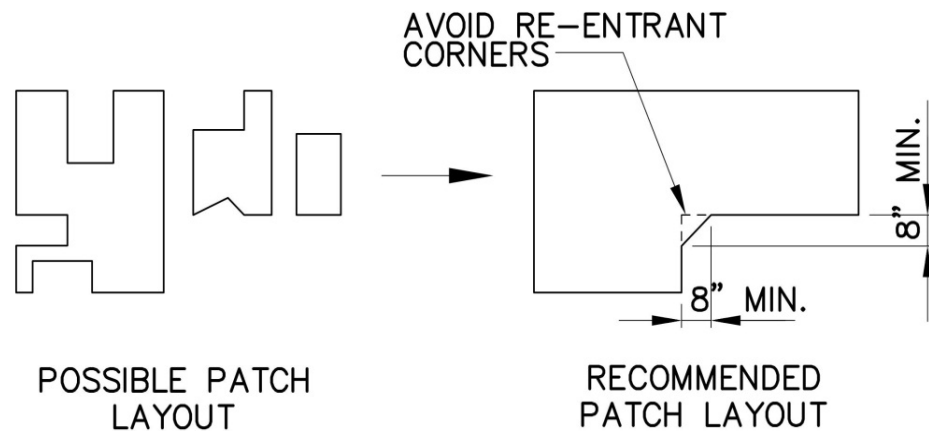 AVOID RE-ENTRANT
CORNERS
8" MIN.
8" MIN.
POSSIBLE PATCH
LAYOUT
RECOMMENDED
PATCH LAYOUT